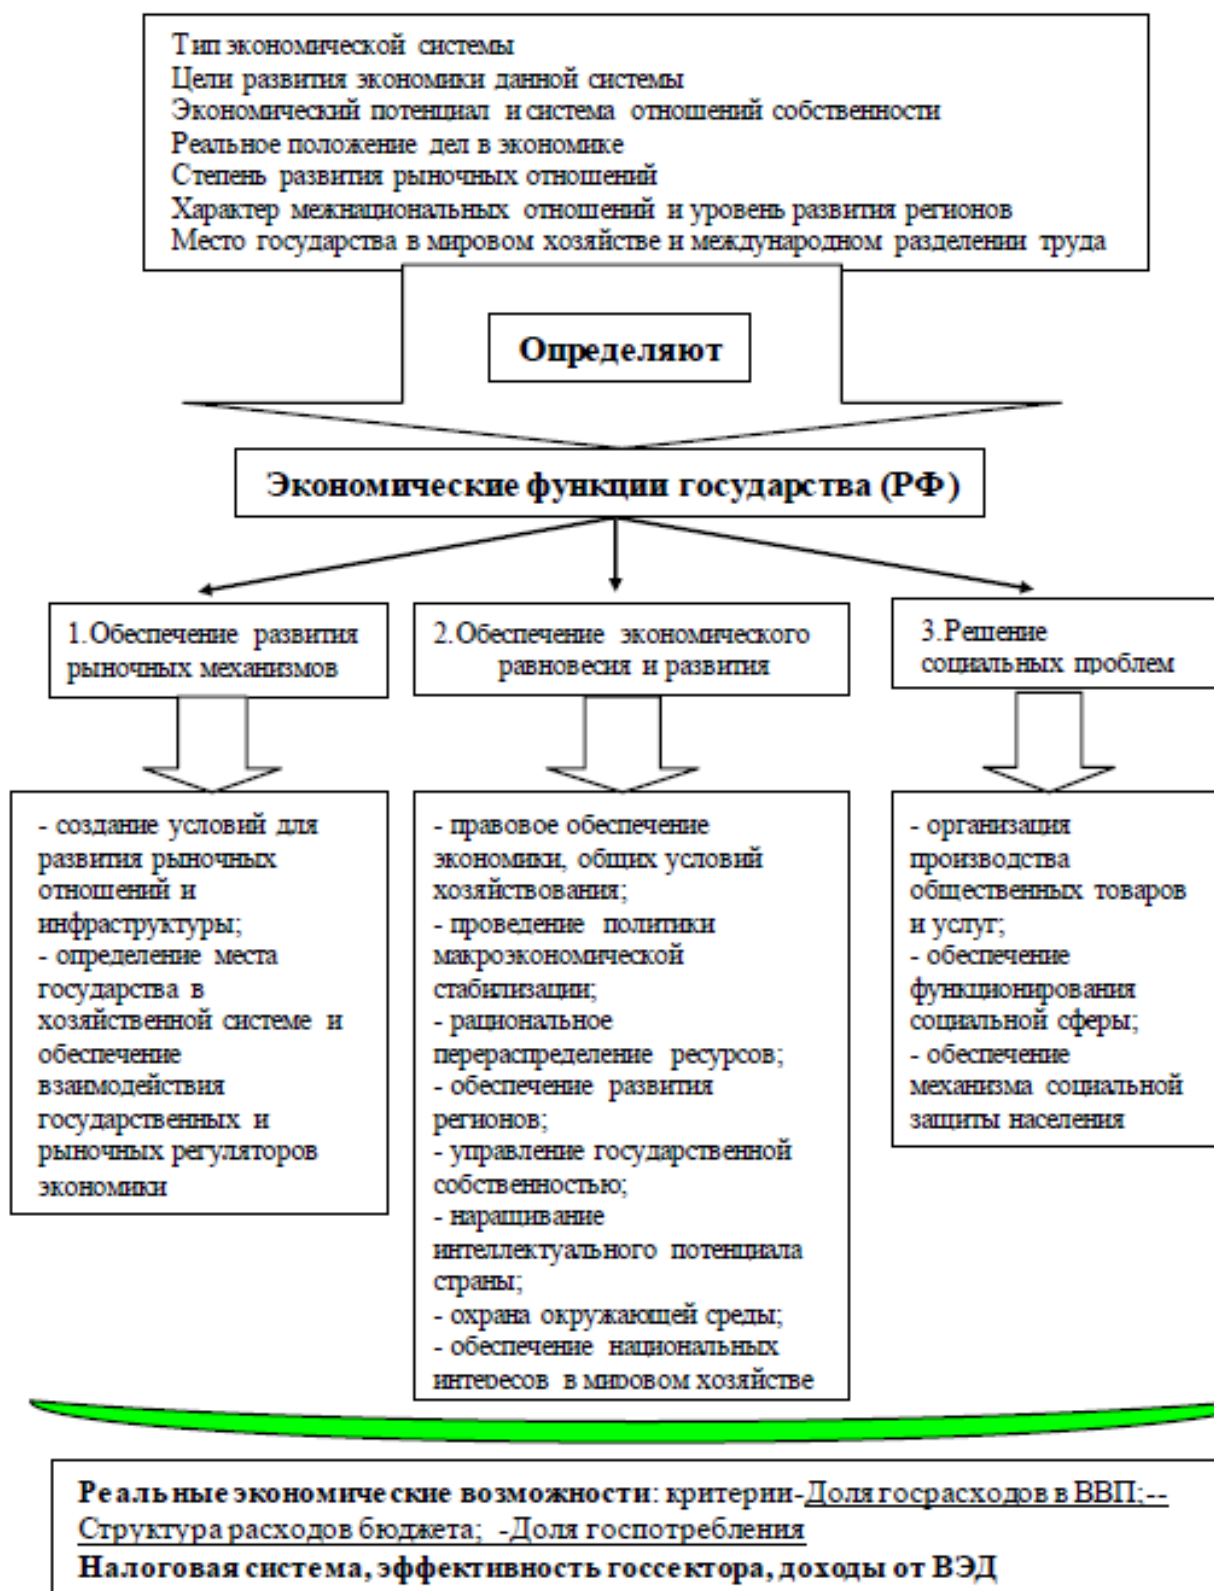 Тип экономической системы
Цели развития экономики данной системы
Экономический потенциал и система отношений собственности
Реальное положение дел в экономике
Степень развития рыночных отношений
Характер межнациональных отношений и уровень развития регионов
Место государства в мировом хозяйстве и международном разделении труда
Определяют
Экономические функции государства (РФ)
1.Обеспечение развития
рыночных механизмов
2.Обеспечение экономического
равновесия и развития
3.Решение
социальных проблем
- создание условий для
развития рыночных
отношений и
инфраструктуры;
- определение места
государства в
хозяйственной системе и
обеспечение
взаимодействия
государственных и
рыночных регуляторов
экономики
- правовое обеспечение
экономики, общих условий
хозяйствования;
- проведение политики
макроэкономической
стабилизации;
- рациональное
перераспределение ресурсов;
- обеспечение развития
регионов;
- управление государственной
собственностью;
- наращивание
интеллектуального потенциала
страны;
- охрана окружающей среды;
- обеспечение национальных
интересов в мировом хозяйстве
- организация
производства
общественных товаров
и услуг;
- обеспечение
функционирования
социальной сферы;
- обеспечение
механизма социальной
защиты населения
Реальные экономические возможности: критерии-Доля госрасходов в ВВП;--
Структура расходов бюджета; -Доля госпотребления
Налоговая система, эффективность госсектора, доходы от ВЭД